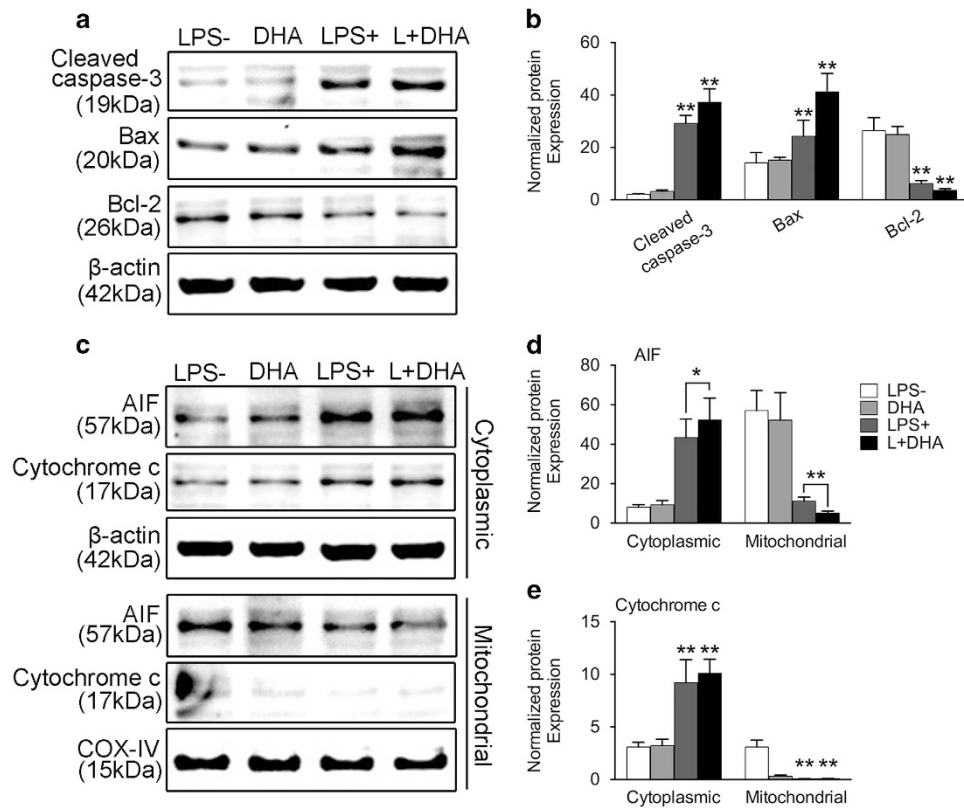 a
LPS- DHA LPS+ L+DHA
Cleaved
caspase-3
(19kDa)
Bax
(20kDa)
Bcl-2
(26kDa)
β-actin
(42kDa)
b
Normalized protein
Expression
60
40
20
0
** **
** **
** **
Cleaved
caspase-3
Bax
Bcl-2
c
LPS- DHA LPS+ L+DHA
AIF
(57kDa)
Cytochrome c
(17kDa)
β-actin
(42kDa)
Cytoplasmic
AIF
(57kDa)
Cytochrome c
(17kDa)
COX-IV
(15kDa)
Mitochondrial
d
AIF
Normalized protein
Expression
80
60
40
20
0
*
**
Cytoplasmic Mitochondrial
LPS-
DHA
LPS+
L+DHA
e
Cytochrome c
Normalized protein
Expression
15
10
5
0
** **
** **
Cytoplasmic Mitochondrial